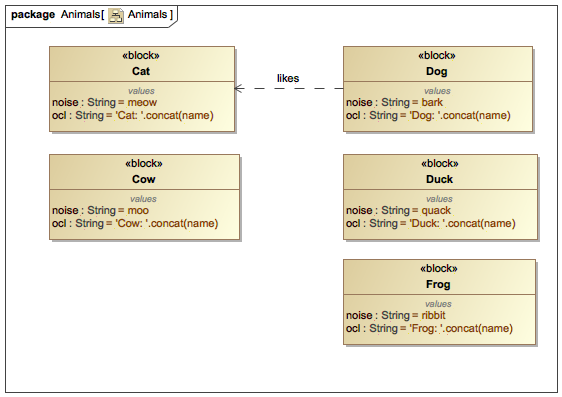 package Animals[ Animals ]
«block»
Cat
values
noise : String = meow
ocl : String = 'Cat: '.concat(name)
likes
«block»
Dog
values
noise : String = bark
ocl : String = 'Dog: '.concat(name)
«block»
Cow
values
noise : String = moo
ocl : String = 'Cow: '.concat(name)
«block»
Duck
values
noise : String = quack
ocl : String = 'Duck: '.concat(name)
«block»
Frog
values
noise : String = ribbit
ocl : String = 'Frog: '.concat(name)